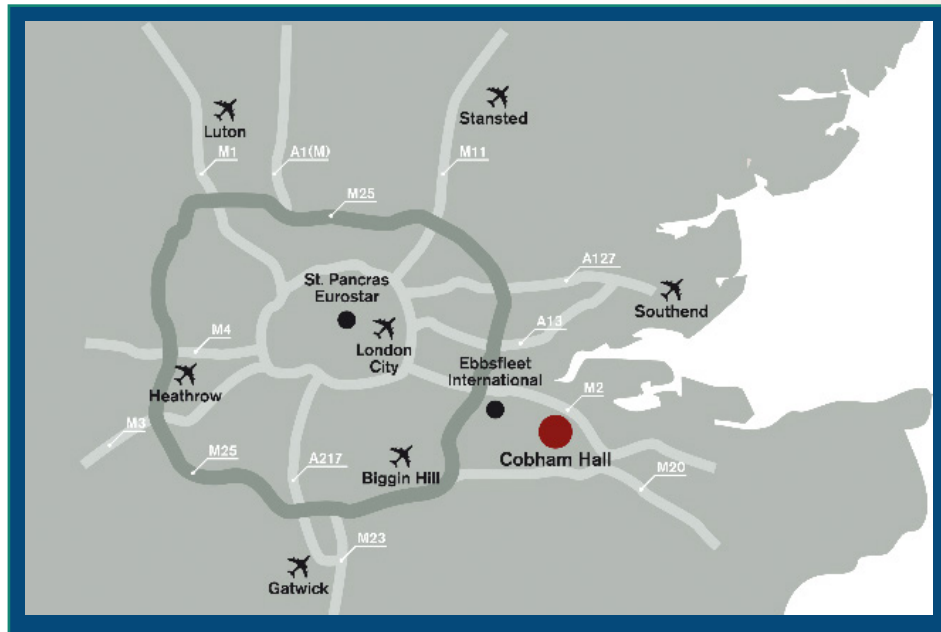 Luton
Stansted
M1
A1(M)
M11
M25
A127
St. Pancras
Eurostar
Southend
A13
M4
London
City
Ebbsfleet
International
Heathrow
M2
M3
M25
A217
Biggin Hill
Cobham Hall
M20
M23
Gatwick